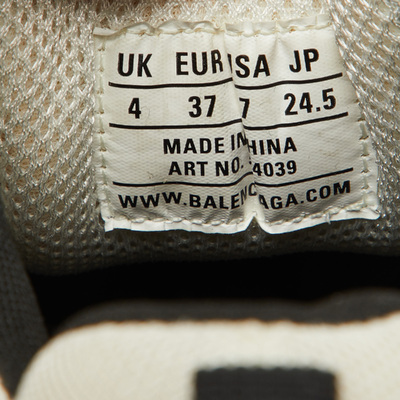 UK EUR USA JP
4 37 7 24.5
MADE IN CHINA
ART NO. 4039
WWW.BALENCIAGA.COM